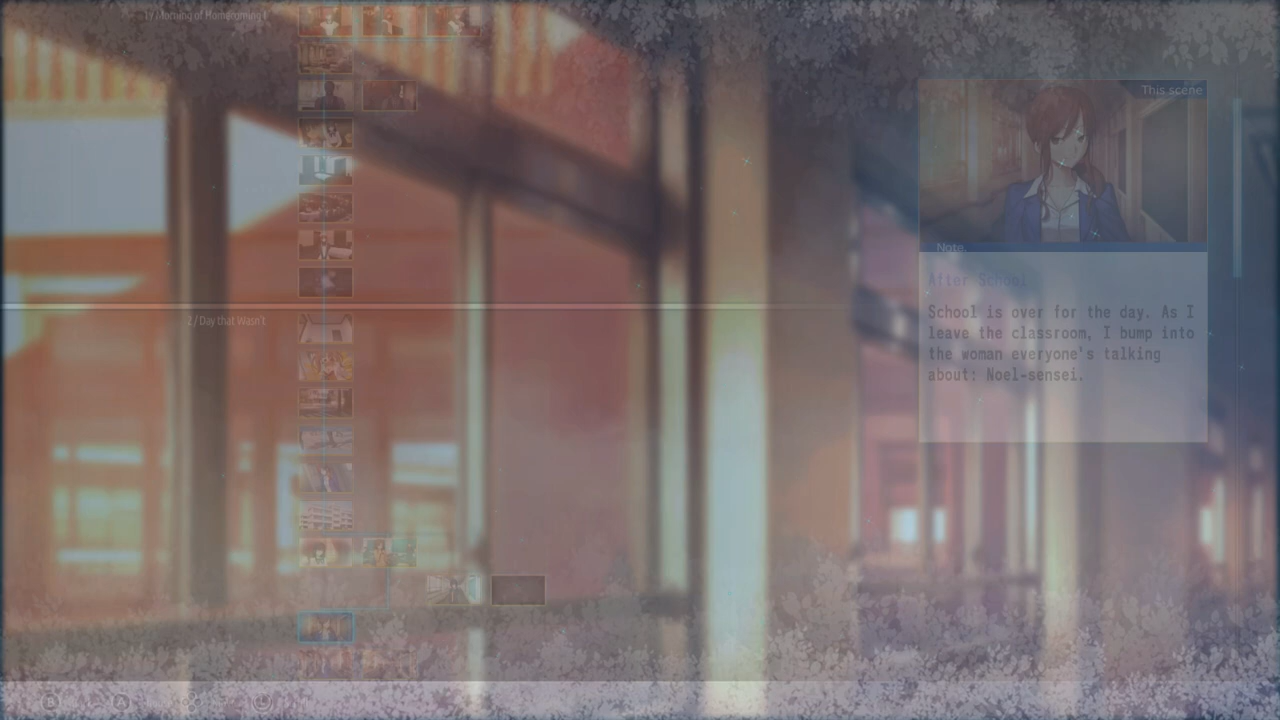 1 / Morning of Homecoming I
This scene
Note.
After School
School is over for the day. As I
leave the classroom, I bump into
the woman everyone's talking
about: Noel-sensei.
2 / Day that Wasn't
B
A
L